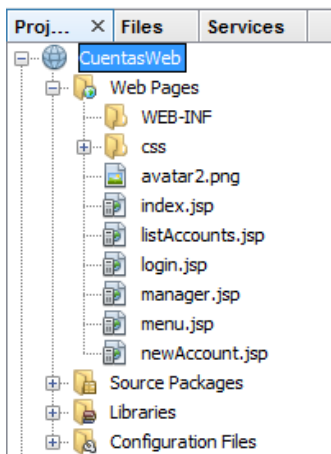 Proj... × Files Services
CuentasWeb
Web Pages
WEB-INF
css
avatar2.png
index.jsp
listAccounts.jsp
login.jsp
manager.jsp
menu.jsp
newAccount.jsp
Source Packages
Libraries
Configuration Files